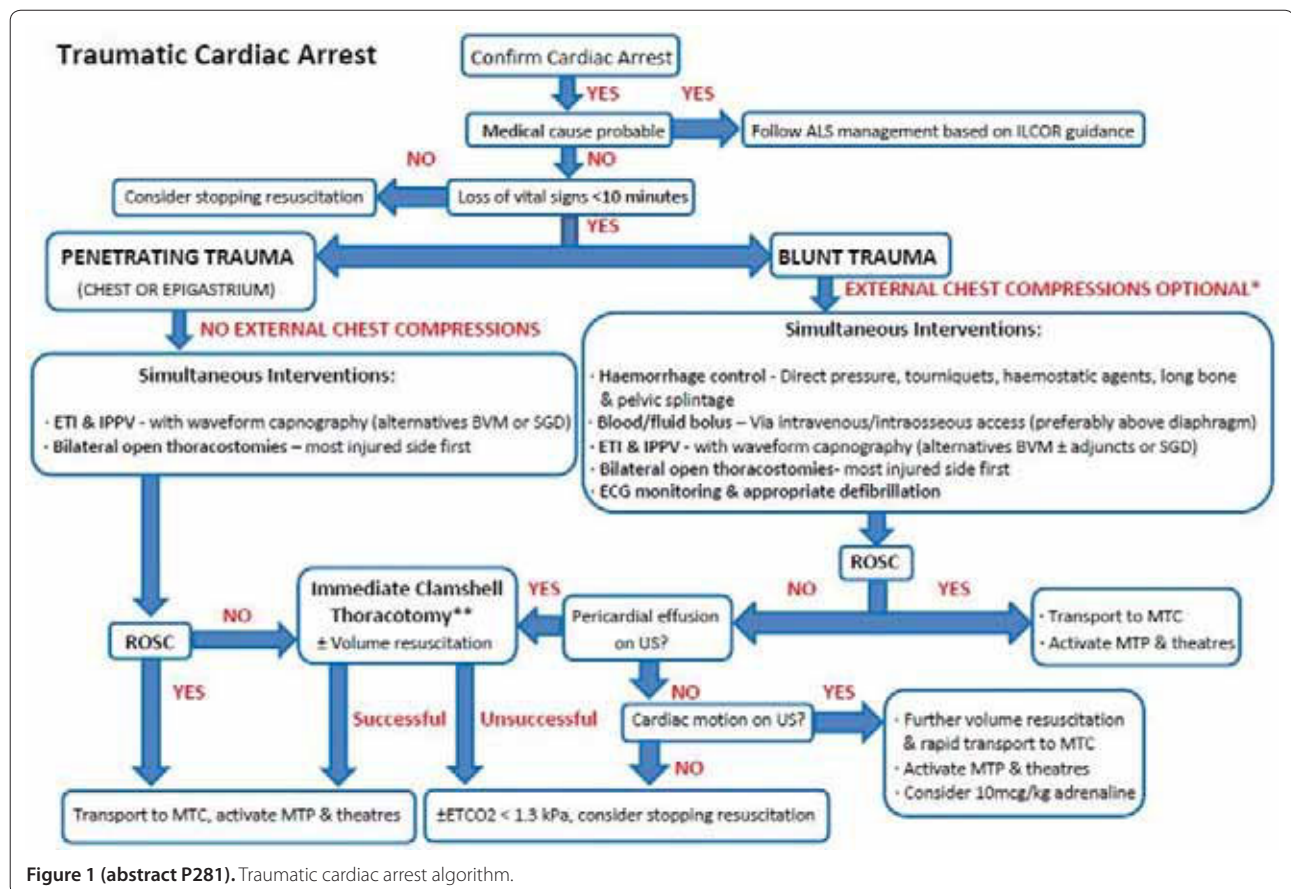 Traumatic Cardiac Arrest
Confirm Cardiac Arrest
YES
YES
Medical cause probable
Follow ALS management based on ILCOR guidance
NO
NO
Consider stopping resuscitation
Loss of vital signs <10 minutes
YES
PENETRATING TRAUMA
(CHEST OR EPIGASTRIUM)
BLUNT TRAUMA
NO EXTERNAL CHEST COMPRESSIONS
EXTERNAL CHEST COMPRESSIONS OPTIONAL*
Simultaneous Interventions:
· ETI & IPPV - with waveform capnography (alternatives BVM or SGD)
· Bilateral open thoracostomies – most injured side first
Simultaneous Interventions:
· Haemorrhage control - Direct pressure, tourniquets, haemostatic agents, long bone
& pelvic splintage
· Blood/fluid bolus – Via intravenous/intraosseous access (preferably above diaphragm)
· ETI & IPPV - with waveform capnography (alternatives BVM ± adjuncts or SGD)
· Bilateral open thoracostomies- most injured side first
· ECG monitoring & appropriate defibrillation
ROSC
NO
YES
· Transport to MTC
· Activate MTP & theatres
ROSC
NO
YES
Immediate Clamshell
Thoracotomy**
± Volume resuscitation
YES
Pericardial effusion
on US?
NO
Successful
Unsuccessful
Cardiac motion on US?
YES
NO
· Further volume resuscitation
& rapid transport to MTC
· Activate MTP & theatres
· Consider 10mcg/kg adrenaline
Transport to MTC, activate MTP & theatres
±ETCO2 < 1.3 kPa, consider stopping resuscitation
Figure 1 (abstract P281). Traumatic cardiac arrest algorithm.